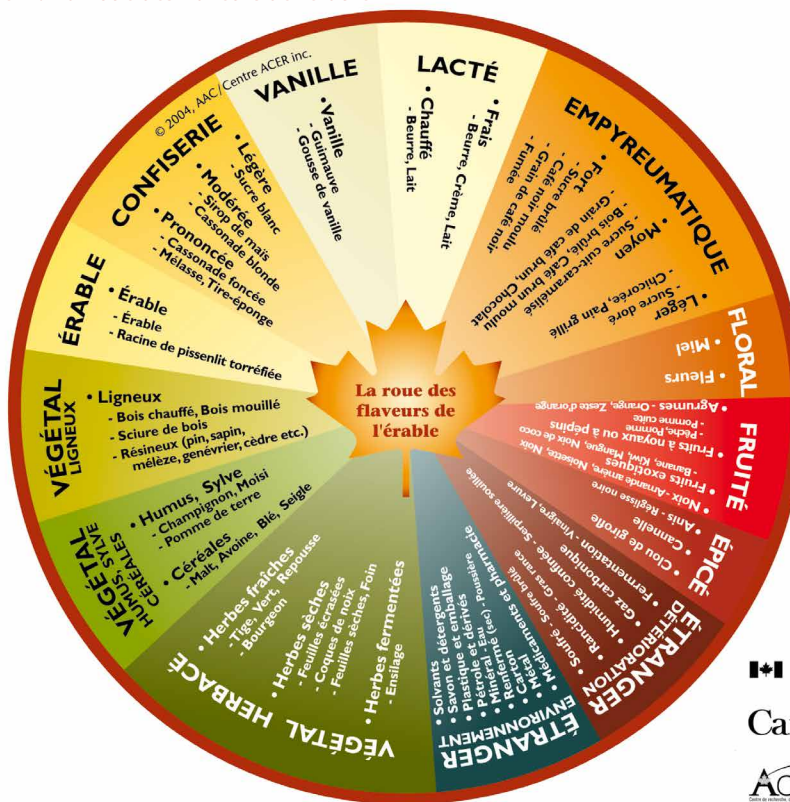 © 2004, AAC/Centre ACER inc.
VANILLE
• Vanille
- Guimauve
- Gousse de vanille
LACTÉ
• Frais
- Beurre, Crème, Lait
• Chauffé
- Beurre, Lait
EMPYREUMATIQUE
• Fort
- Sucre brûlé
- Café noir moulu
- Grain de café noir
- Fumée
• Moyen
- Sucre cuit-caramélisé
- Bois brûlé, Café brun moulu
- Grain de café brun, Chocolat
• Léger
- Sucre doré
- Chicorée, Pain grillé
FLORAL
• Miel
• Fleurs
FRUITÉ
• Agrumes - Orange, Zeste d'orange
• Fruits à noyaux ou à pépins
- Pêche, Pomme,
- Pomme cuite
• Fruits exotiques
- Banane, Kiwi, Mangue, Noix de coco
• Noix - Amande amère, Noisette, Noix
ÉPICÉ
• Anis - Réglisse noire
• Cannelle
• Clou de girofle
ÉTRANGER
DÉTÉRIORATION
• Fermentation - Vinaigre, Levure
• Gaz carbonique
• Humidité confinée - Serpillière souillée
• Rancidité - Gras rance
• Soufré - Soufre brûlé
ÉTRANGER
ENVIRONNEMENT
• Médicaments et pharmacie
• Métal
• Carton
• Renfermé (sec) - Poussière
• Minéral - Eau
• Pétrole et dérivés
• Plastique et emballage
• Savon et détergents
• Solvants
VÉGÉTAL HERBACÉ
• Herbes fraîches
- Tige, Vert, Repousse
- Bourgeon
• Herbes sèches
- Feuilles écrasées
- Coques de noix
- Feuilles sèches, Foin
• Herbes fermentées
- Ensilage
VÉGÉTAL
HUMUS, SYLVE
CÉRÉALES
• Humus, Sylve
- Champignon, Moisi
- Pomme de terre
• Céréales
- Malt, Avoine, Blé, Seigle
VÉGÉTAL
LIGNEUX
• Ligneux
- Bois chauffé, Bois mouillé
- Sciure de bois
- Résineux (pin, sapin,
mélèze, genévrier, cèdre etc.)
ÉRABLE
• Érable
- Érable
- Racine de pissenlit torréfiée
CONFISERIE
• Légère
- Sucre blanc
• Modérée
- Sirop de maïs
- Cassonade blonde
• Prononcée
- Cassonade foncée
- Mélasse, Tire-éponge
La roue des
flaveurs de
l'érable
Ca
AC